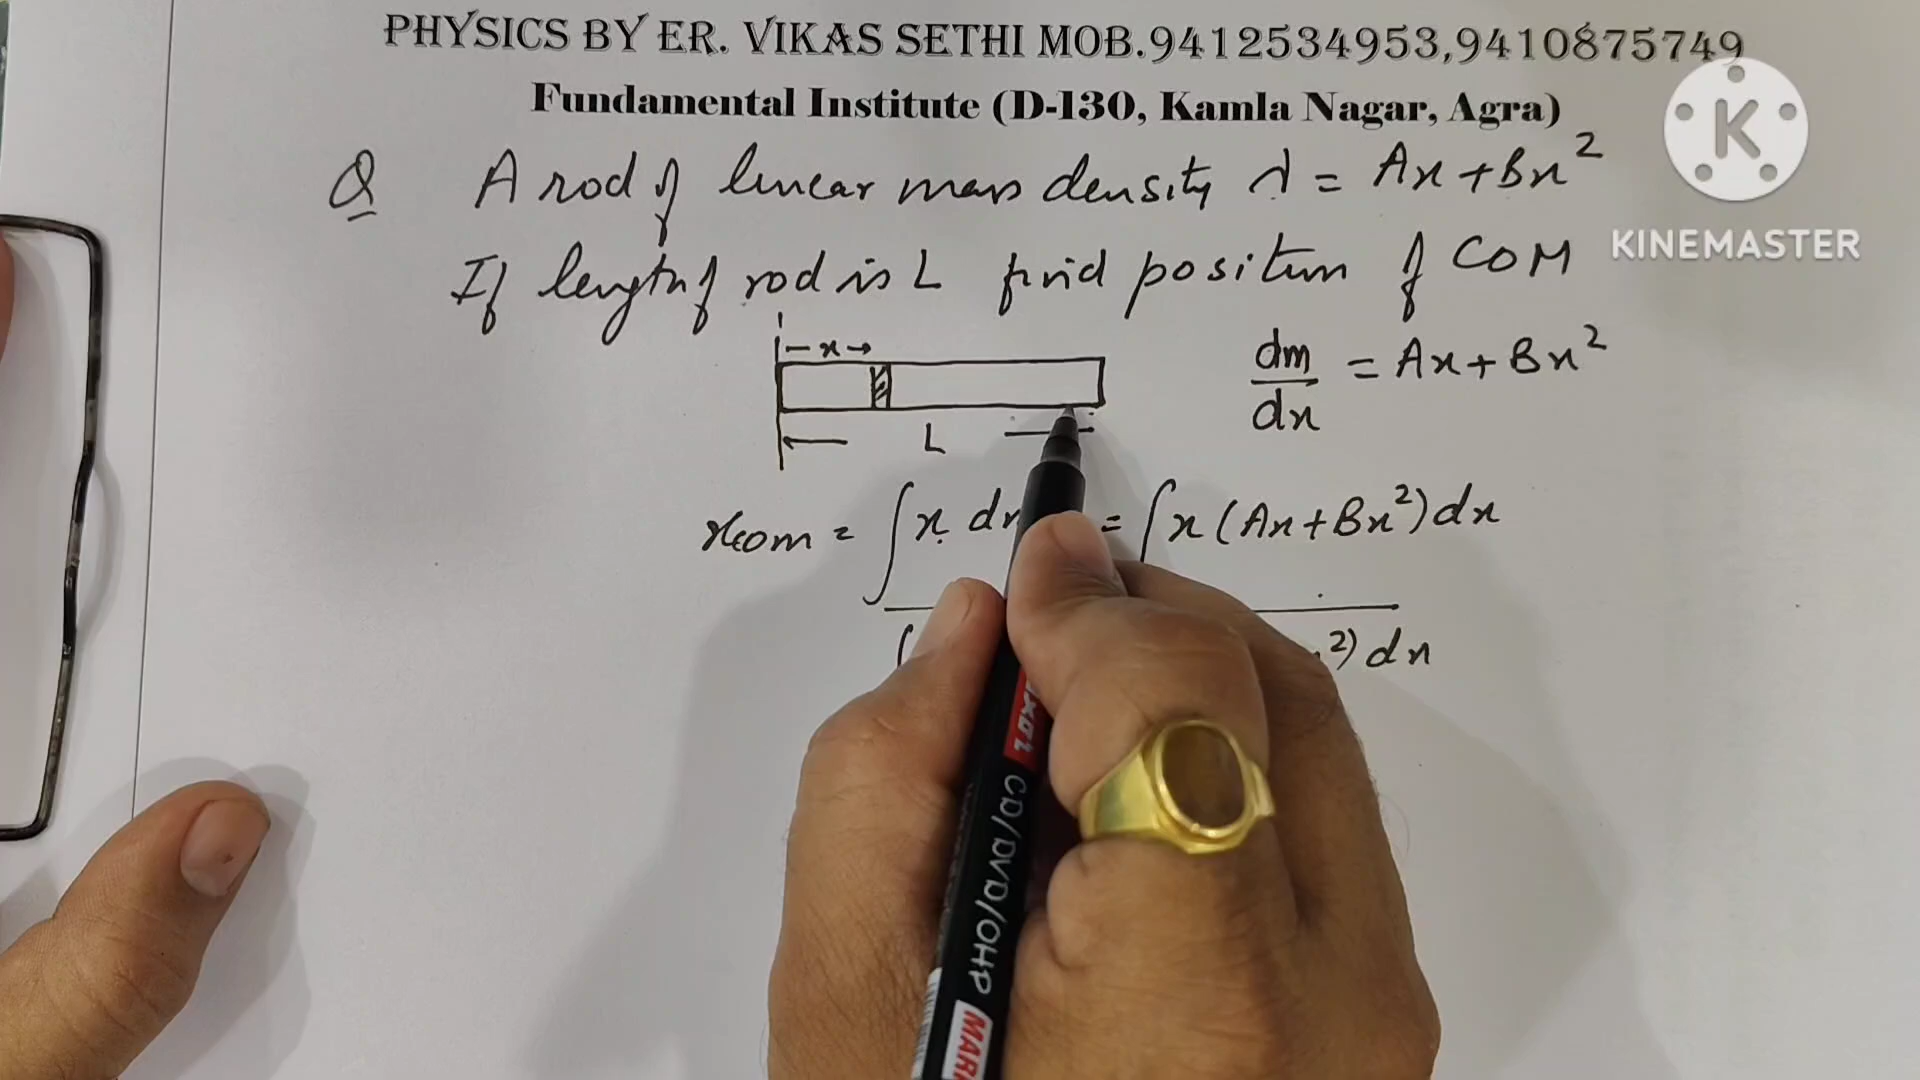 PHYSICS BY ER. VIKAS SETHI MOB.9412534953,9410875749
Fundamental Institute (D-130, Kamla Nagar, Agra)
K
KINEMASTER
Q A rod of linear mass density λ = Ax + Bx²
If length of rod is L find position of COM
x
L
dm/dx = Ax + Bx²
xcom = ∫ x = ∫ x (Ax + Bx²) dx
²) dx
CD/DVD/OHP